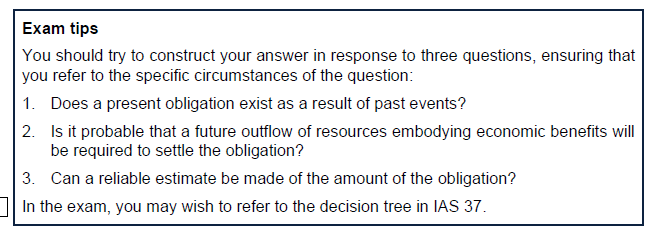 Exam tips
You should try to construct your answer in response to three questions, ensuring that
you refer to the specific circumstances of the question:
1. Does a present obligation exist as a result of past events?
2. Is it probable that a future outflow of resources embodying economic benefits will
be required to settle the obligation?
3. Can a reliable estimate be made of the amount of the obligation?
In the exam, you may wish to refer to the decision tree in IAS 37.